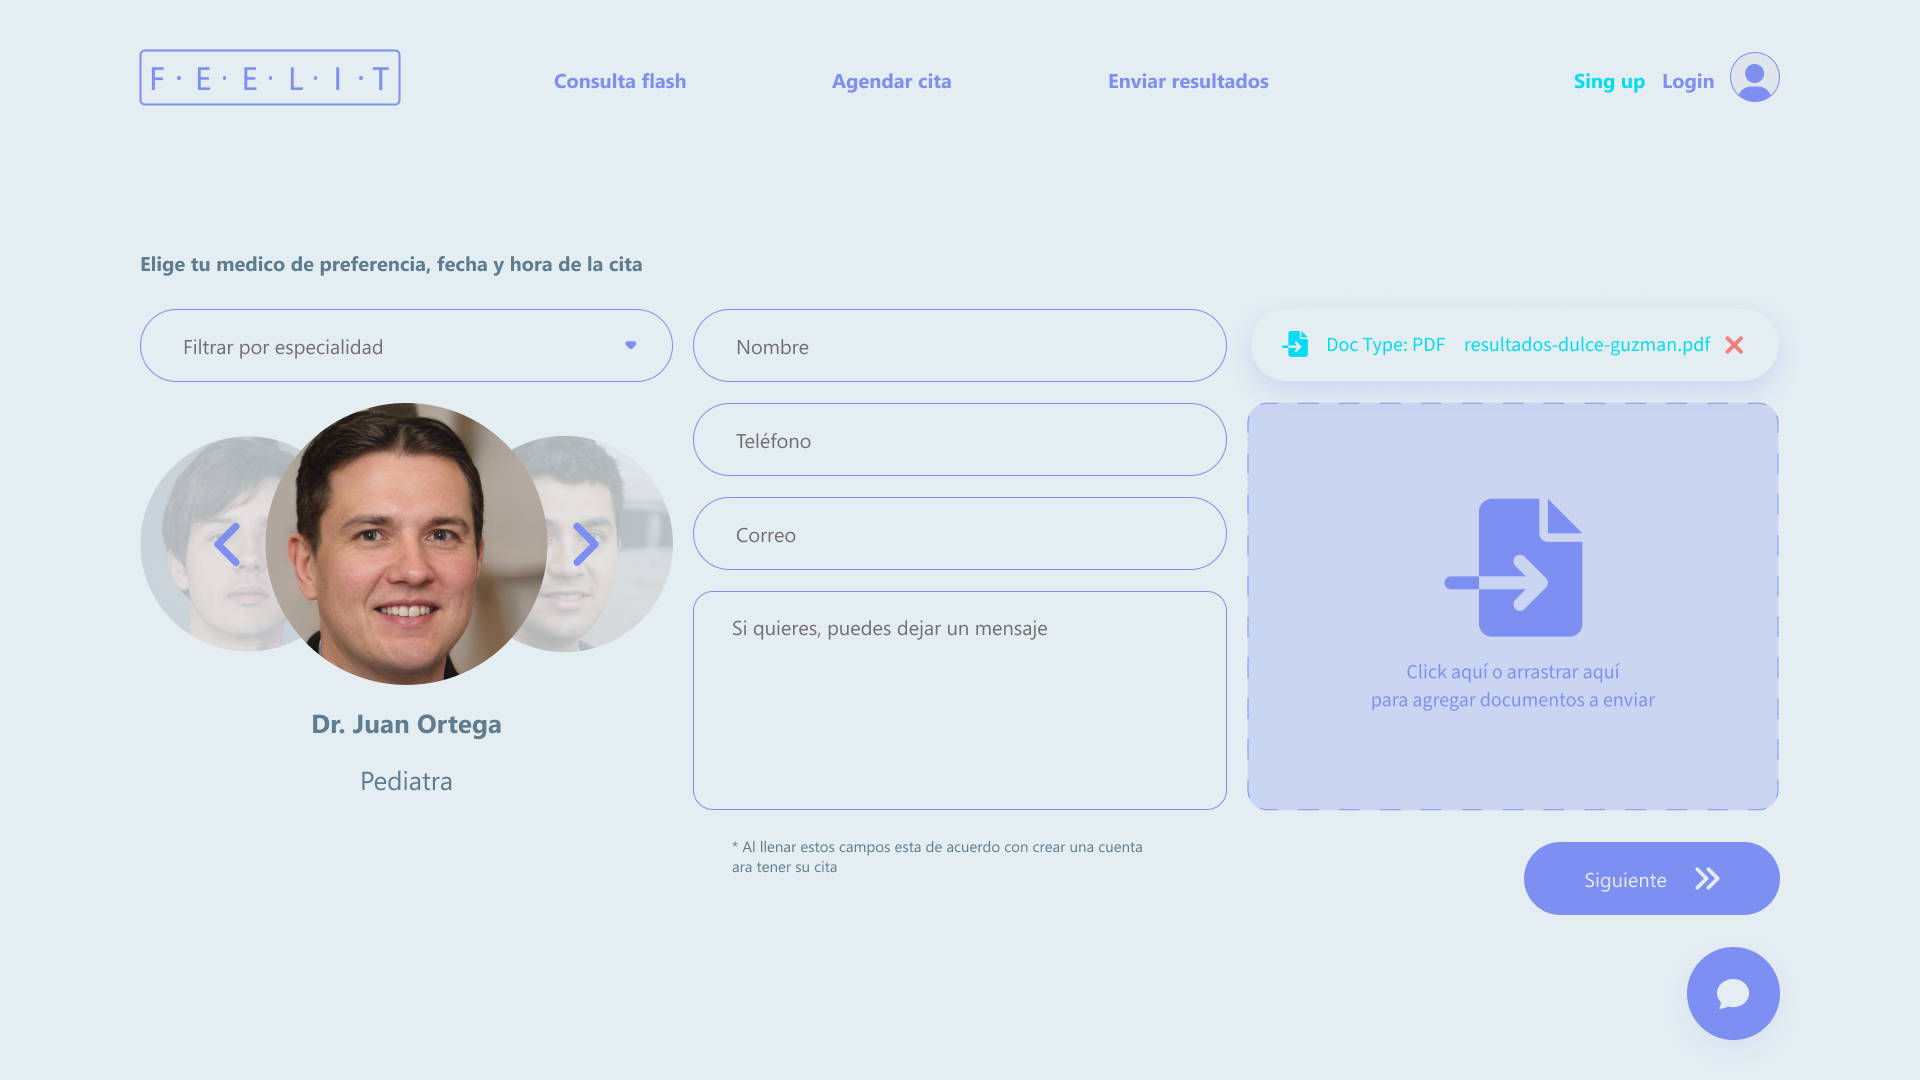 F·E·E·L·I·T
Consulta flash
Agendar cita
Enviar resultados
Sing up
Login
Elige tu medico de preferencia, fecha y hora de la cita
Filtrar por especialidad
Dr. Juan Ortega
Pediatra
Nombre
Teléfono
Correo
Si quieres, puedes dejar un mensaje
* Al llenar estos campos esta de acuerdo con crear una cuenta
ara tener su cita
Doc Type: PDF resultados-dulce-guzman.pdf
Click aquí o arrastrar aquí
para agregar documentos a enviar
Siguiente